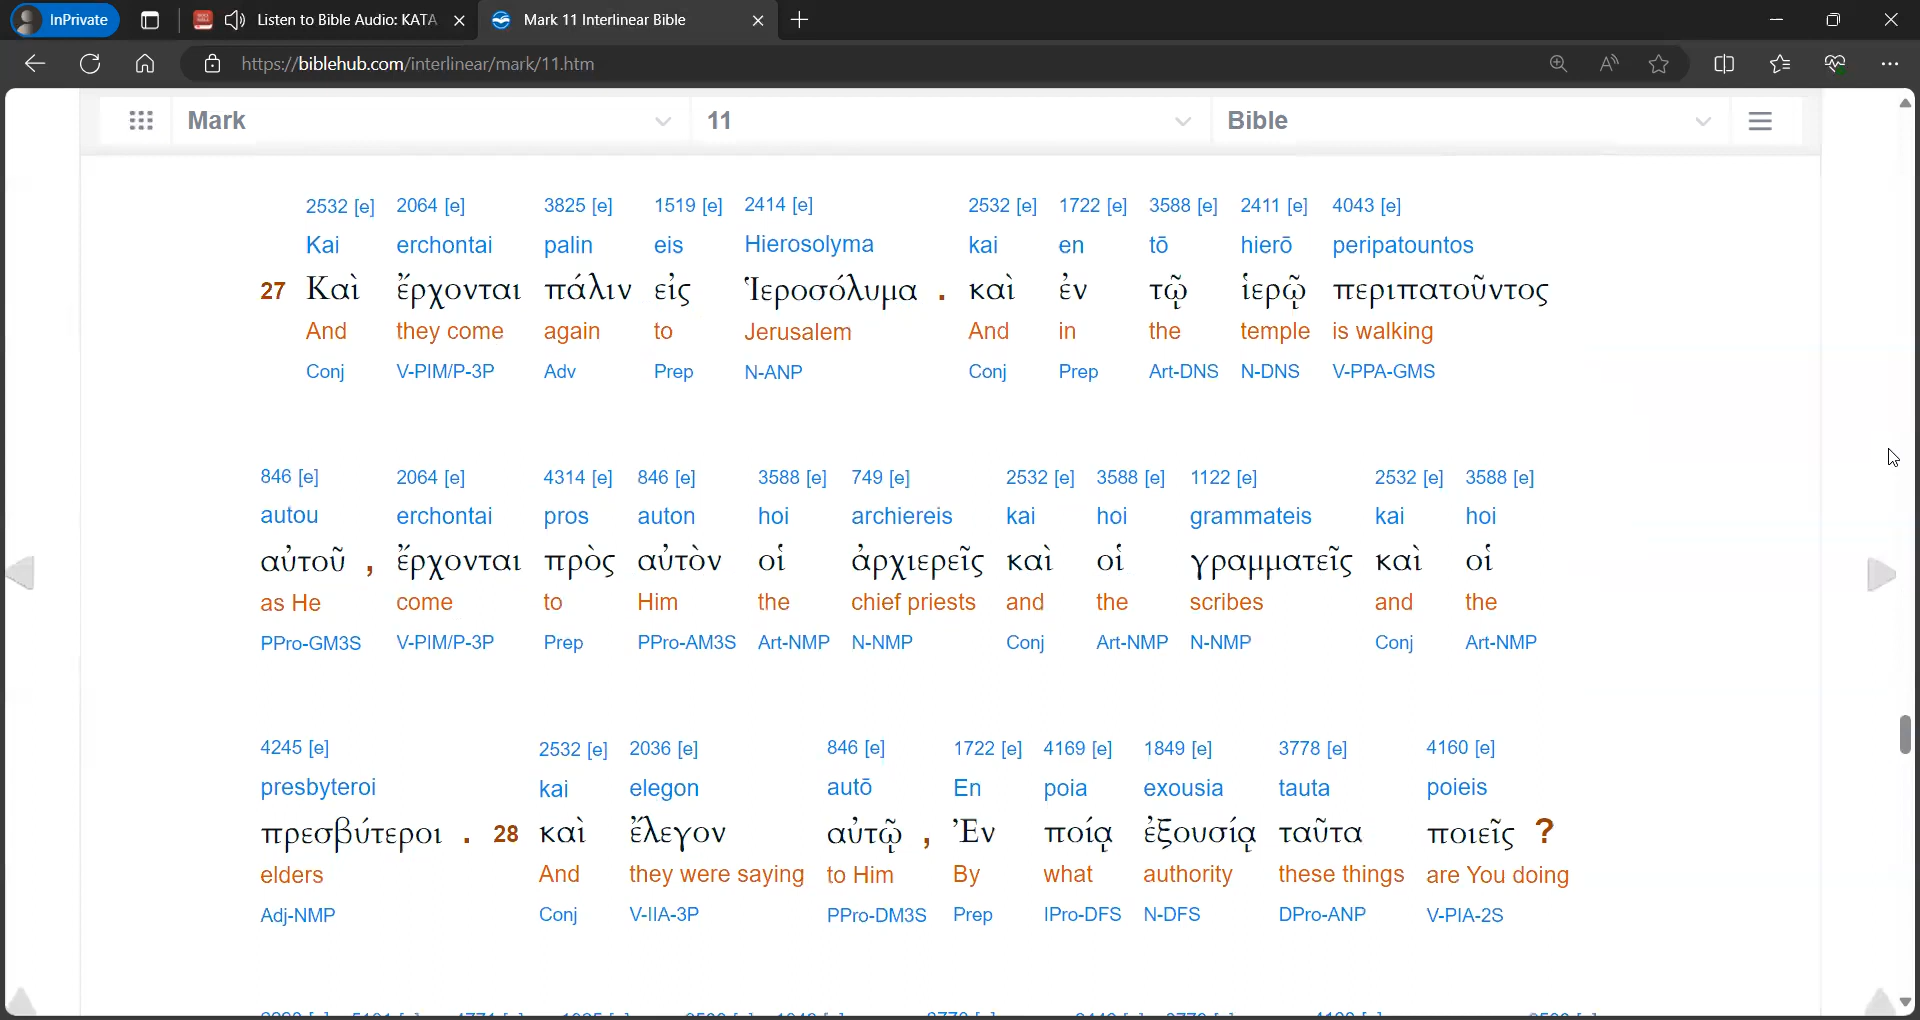 InPrivate
Listen to Bible Audio: KATA
Mark 11 Interlinear Bible
https://biblehub.com/interlinear/mark/11.htm
Mark 11 Bible
2532 [e] 2064 [e] 3825 [e] 1519 [e] 2414 [e] 2532 [e] 1722 [e] 3588 [e] 2411 [e] 4043 [e]
Kai erchontai palin eis Hierosolyma kai en tō hierō peripatountos
27 Καὶ ἔρχονται πάλιν εἰς Ἱεροσόλυμα . καὶ ἐν τῷ ἱερῷ περιπατοῦντος
And they come again to Jerusalem And in the temple is walking
Conj V-PIM/P-3P Adv Prep N-ANP Conj Prep Art-DNS N-DNS V-PPA-GMS
846 [e] 2064 [e] 4314 [e] 846 [e] 3588 [e] 749 [e] 2532 [e] 3588 [e] 1122 [e] 2532 [e] 3588 [e]
autou erchontai pros auton hoi archiereis kai hoi grammateis kai hoi
αὐτοῦ , ἔρχονται πρὸς αὐτὸν οἱ ἀρχιερεῖς καὶ οἱ γραμματεῖς καὶ οἱ
as He come to Him the chief priests and the scribes and the
PPro-GM3S V-PIM/P-3P Prep PPro-AM3S Art-NMP N-NMP Conj Art-NMP N-NMP Conj Art-NMP
4245 [e] 2532 [e] 2036 [e] 846 [e] 1722 [e] 4169 [e] 1849 [e] 3778 [e] 4160 [e]
presbyteroi kai elegon autō En poia exousia tauta poieis
πρεσβύτεροι . 28 καὶ ἔλεγον αὐτῷ , Ἐν ποίᾳ ἐξουσίᾳ ταῦτα ποιεῖς ?
elders And they were saying to Him By what authority these things are You doing
Adj-NMP Conj V-IIA-3P PPro-DM3S Prep IPro-DFS N-DFS DPro-ANP V-PIA-2S